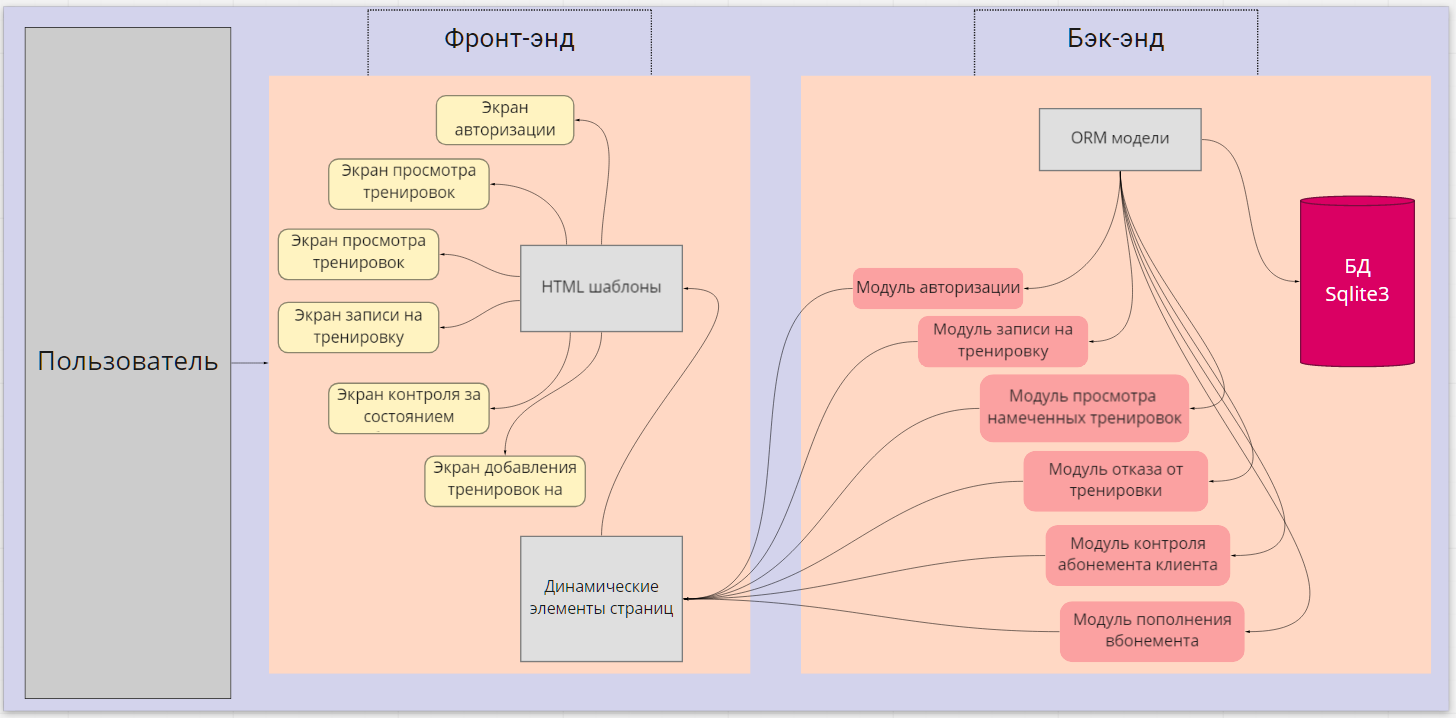 Фронт-энд
Бэк-энд
Пользователь
Экран
авторизации
Экран просмотра
тренировок
Экран просмотра
тренировок
Экран записи на
тренировку
Экран контроля за
состоянием
Экран добавления
тренировок на
HTML шаблоны
Динамические
элементы страниц
ORM модели
БД
Sqlite3
Модуль авторизации
Модуль записи на
тренировку
Модуль просмотра
намеченных тренировок
Модуль отказа от
тренировки
Модуль контроля
абонемента клиента
Модуль пополнения
вбонемента